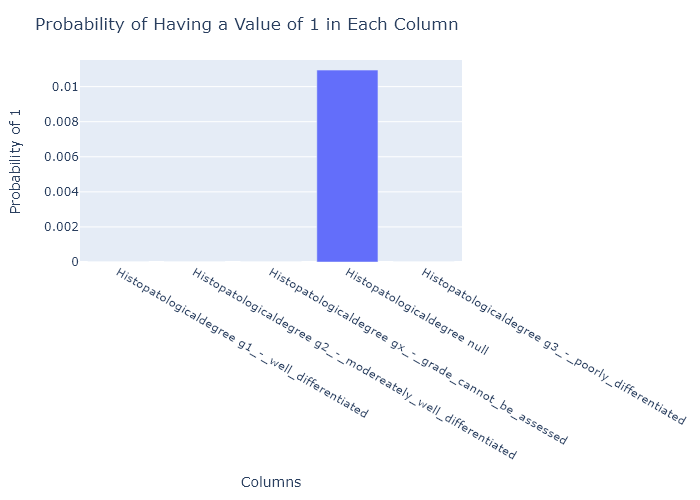 Probability of Having a Value of 1 in Each Column
Probability of 1
0.01
0.008
0.006
0.004
0.002
0
Histopatologicaldegree g1_-_well_differentiated
Histopatologicaldegree g2_-_modereately_well_differentiated
Histopatologicaldegree gx_-_grade_cannot_be_assessed
Histopatologicaldegree null
Histopatologicaldegree g3_-_poorly_differentiated
Columns